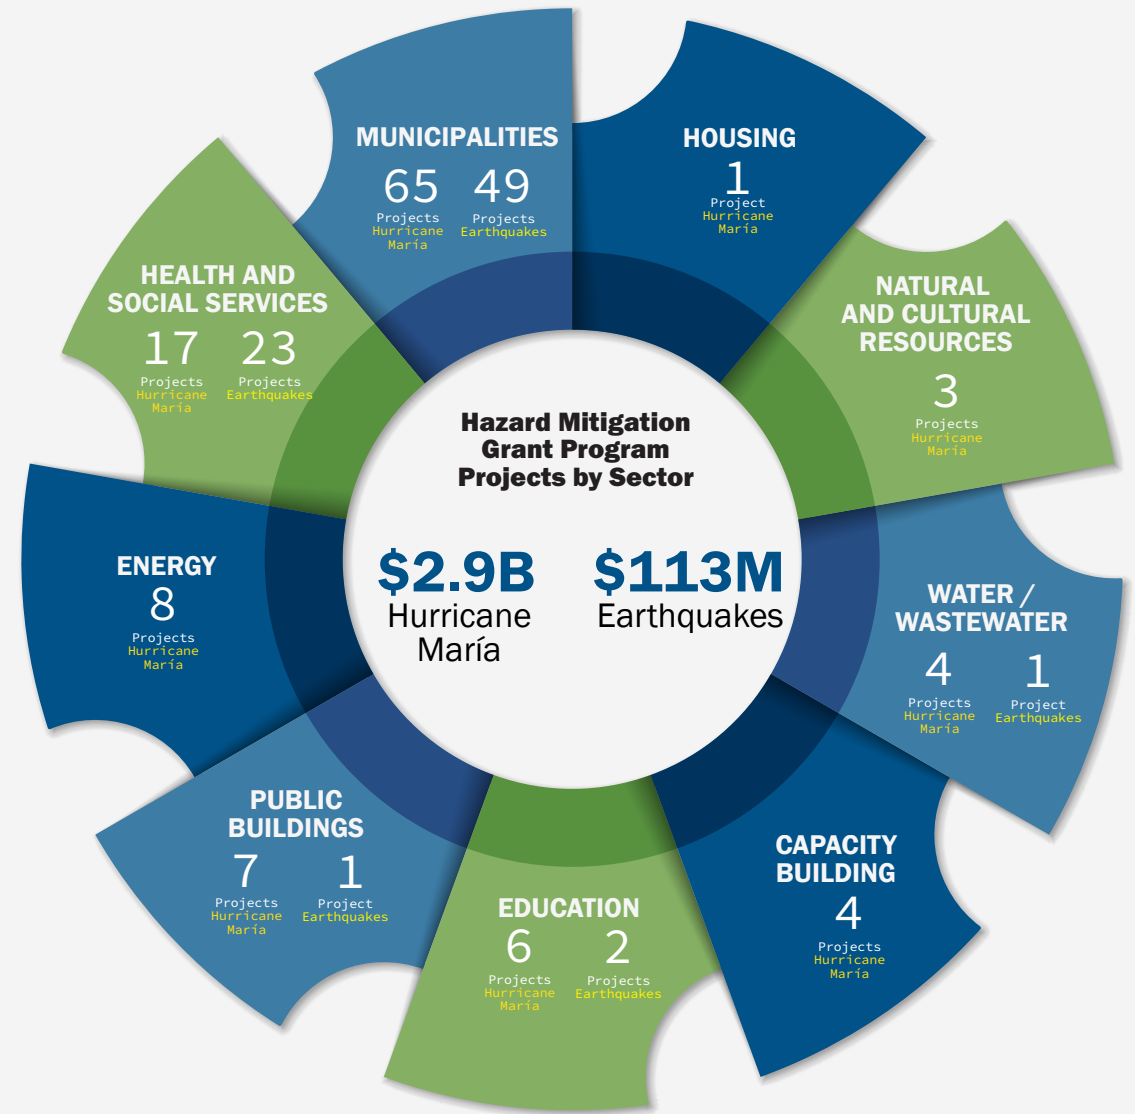 Hazard Mitigation
Grant Program
Projects by Sector
$2.9B
Hurricane
María
$113M
Earthquakes
HOUSING
1
Project
Hurricane
María
NATURAL
AND CULTURAL
RESOURCES
3
Projects
Hurricane
María
WATER /
WASTEWATER
4
Projects
Hurricane
María
1
Project
Earthquakes
CAPACITY
BUILDING
4
Projects
Hurricane
María
EDUCATION
6
Projects
Hurricane
María
2
Projects
Earthquakes
PUBLIC
BUILDINGS
7
Projects
Hurricane
María
1
Project
Earthquakes
ENERGY
8
Projects
Hurricane
María
HEALTH AND
SOCIAL SERVICES
17
Projects
Hurricane
María
23
Projects
Earthquakes
MUNICIPALITIES
65
Projects
Hurricane
María
49
Projects
Earthquakes